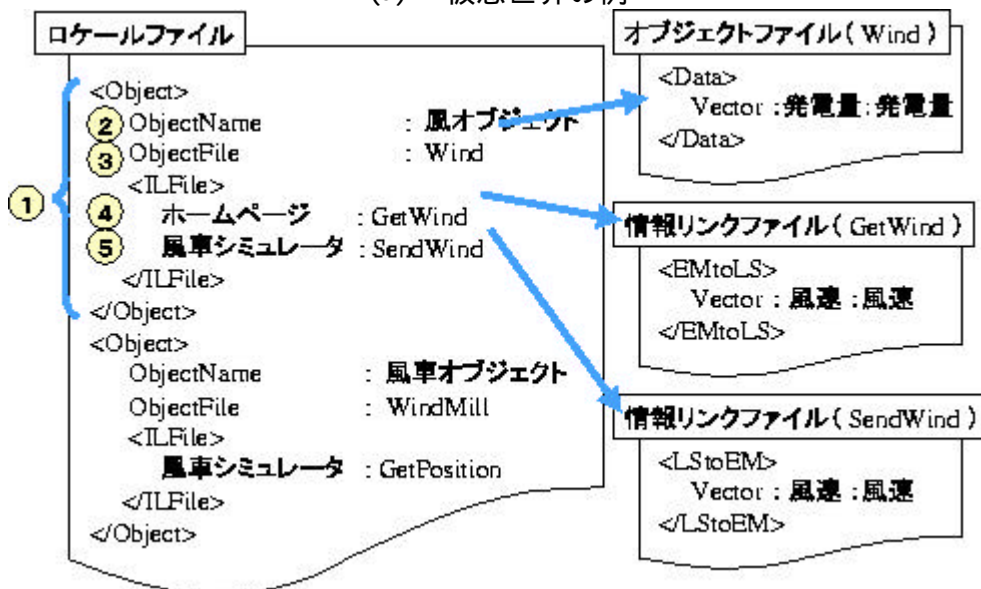 ロケールファイル
<Object>
② ObjectName : 風オブジェクト
③ ObjectFile : Wind
<ILFile>
①
④ ホームページ : GetWind
⑤ 風車シミュレータ : SendWind
</ILFile>
</Object>
<Object>
ObjectName : 風車オブジェクト
ObjectFile : WindMill
<ILFile>
風車シミュレータ : GetPosition
</ILFile>
</Object>
オブジェクトファイル( Wind )
<Data>
Vector : 発電量 : 発電量
</Data>
情報リンクファイル( GetWind )
<EMtoLS>
Vector : 風速 : 風速
</EMtoLS>
情報リンクファイル( SendWind )
<LStoEM>
Vector : 風速 : 風速
</LStoEM>